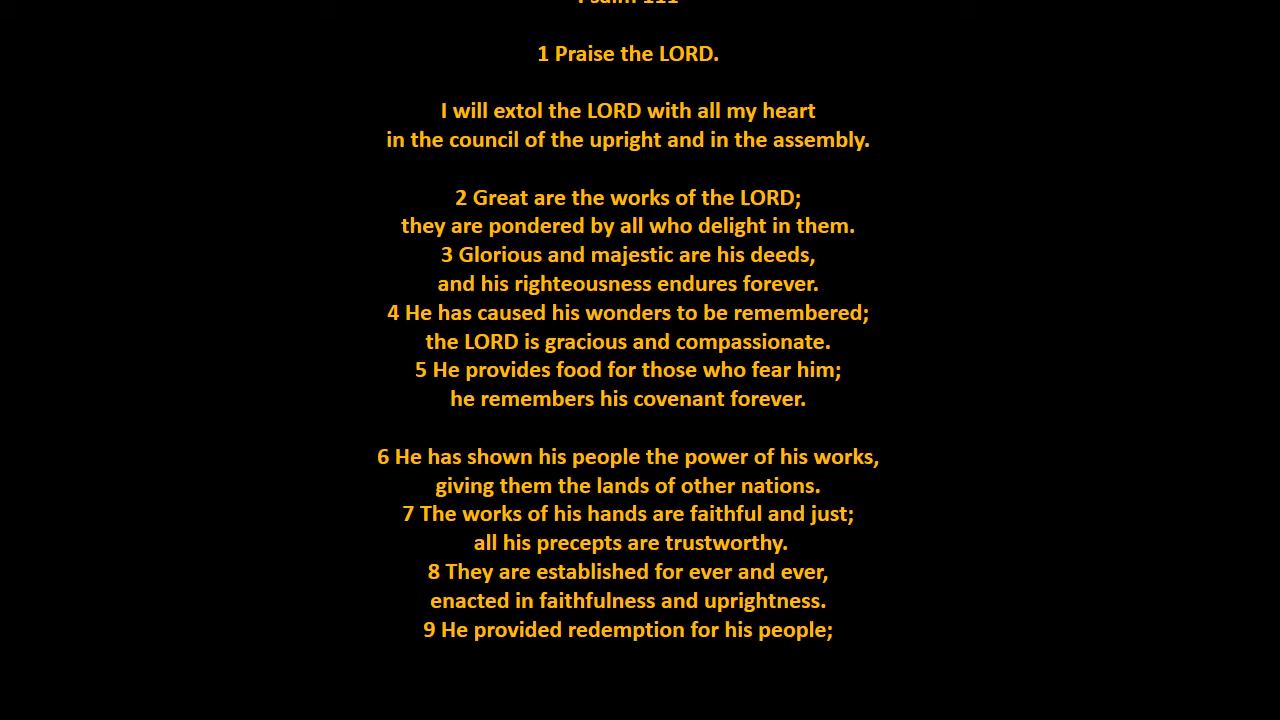 Psalm 111
1 Praise the LORD.
I will extol the LORD with all my heart
in the council of the upright and in the assembly.
2 Great are the works of the LORD;
they are pondered by all who delight in them.
3 Glorious and majestic are his deeds,
and his righteousness endures forever.
4 He has caused his wonders to be remembered;
the LORD is gracious and compassionate.
5 He provides food for those who fear him;
he remembers his covenant forever.
6 He has shown his people the power of his works,
giving them the lands of other nations.
7 The works of his hands are faithful and just;
all his precepts are trustworthy.
8 They are established for ever and ever,
enacted in faithfulness and uprightness.
9 He provided redemption for his people;